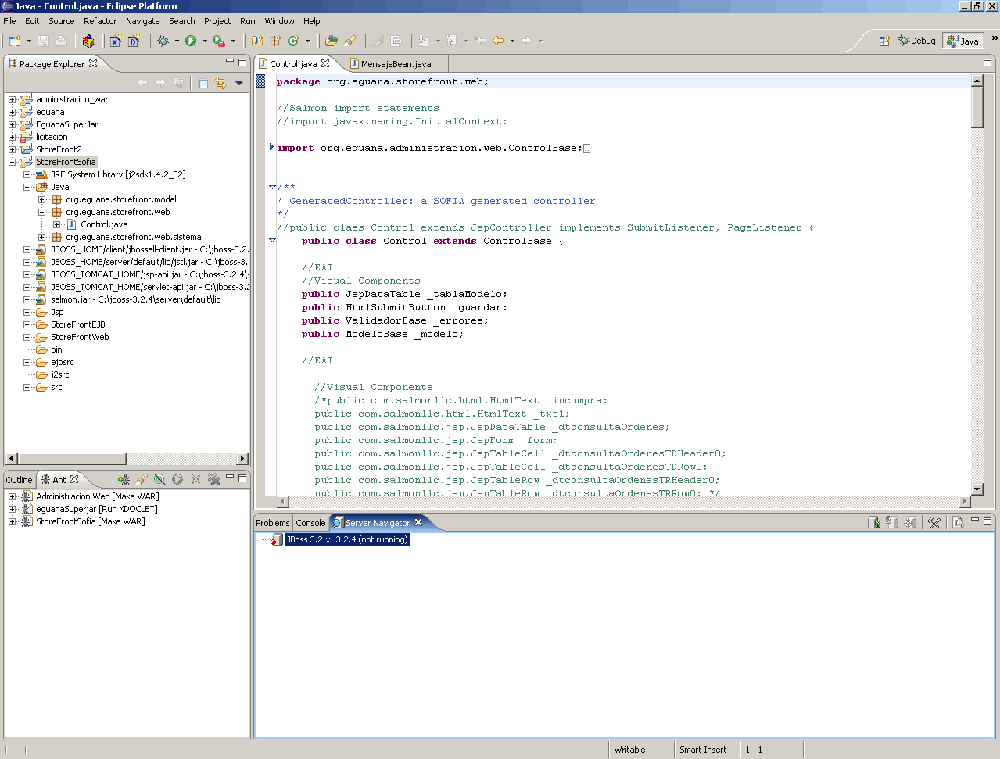 Java - Control.java - Eclipse Platform
File Edit Source Refactor Navigate Search Project Run Window Help
Debug Java
Package Explorer
administracion_war
eguana
EguanaSuperJar
licitacion
StoreFront2
StoreFrontSofia
JRE System Library [j2sdk1.4.2_02]
Java
org.eguana.storefront.model
org.eguana.storefront.web
Control.java
org.eguana.storefront.web.sistema
JBOSS_HOME/client/jbossall-client.jar - C:\jboss-3.2.
JBOSS_HOME/server/default/lib/jstl.jar - C:\jboss-3.
JBOSS_TOMCAT_HOME/jsp-api.jar - C:\jboss-3.2.4\s
JBOSS_TOMCAT_HOME/servlet-api.jar - C:\jboss-3.2
salmon.jar - C:\jboss-3.2.4\server\default\lib
Jsp
StoreFrontEJB
StoreFrontWeb
bin
ejbsrc
j2src
src
Control.java MensajeBean.java
package org.eguana.storefront.web;
//Salmon import statements
//import javax.naming.InitialContext;
import org.eguana.administracion.web.ControlBase;
/**
* GeneratedController: a SOFIA generated controller
*/
//public class Control extends JspController implements SubmitListener, PageListener {
public class Control extends ControlBase {
//EAI
//Visual Components
public JspDataTable _tablaModelo;
public HtmlSubmitButton _guardar;
public ValidadorBase _errores;
public ModeloBase _modelo;
//EAI
//Visual Components
/*public com.salmonllc.html.HtmlText _incompra;
public com.salmonllc.html.HtmlText _txt1;
public com.salmonllc.jsp.JspDataTable _dtconsultaOrdenes;
public com.salmonllc.jsp.JspForm _form;
public com.salmonllc.jsp.JspTableCell _dtconsultaOrdenesTDHeader0;
public com.salmonllc.jsp.JspTableCell _dtconsultaOrdenesTDRow0;
public com.salmonllc.jsp.JspTableRow _dtconsultaOrdenesTRHeader0;
public com.salmonllc.jsp.JspTableRow _dtconsultaOrdenesTRRow0; */
Outline Ant
Administracion Web [Make WAR]
eguanaSuperjar [Run XDOCLET]
StoreFrontSofia [Make WAR]
Problems Console Server Navigator
JBoss 3.2.x: 3.2.4 (not running)
Writable Smart Insert 1 : 1